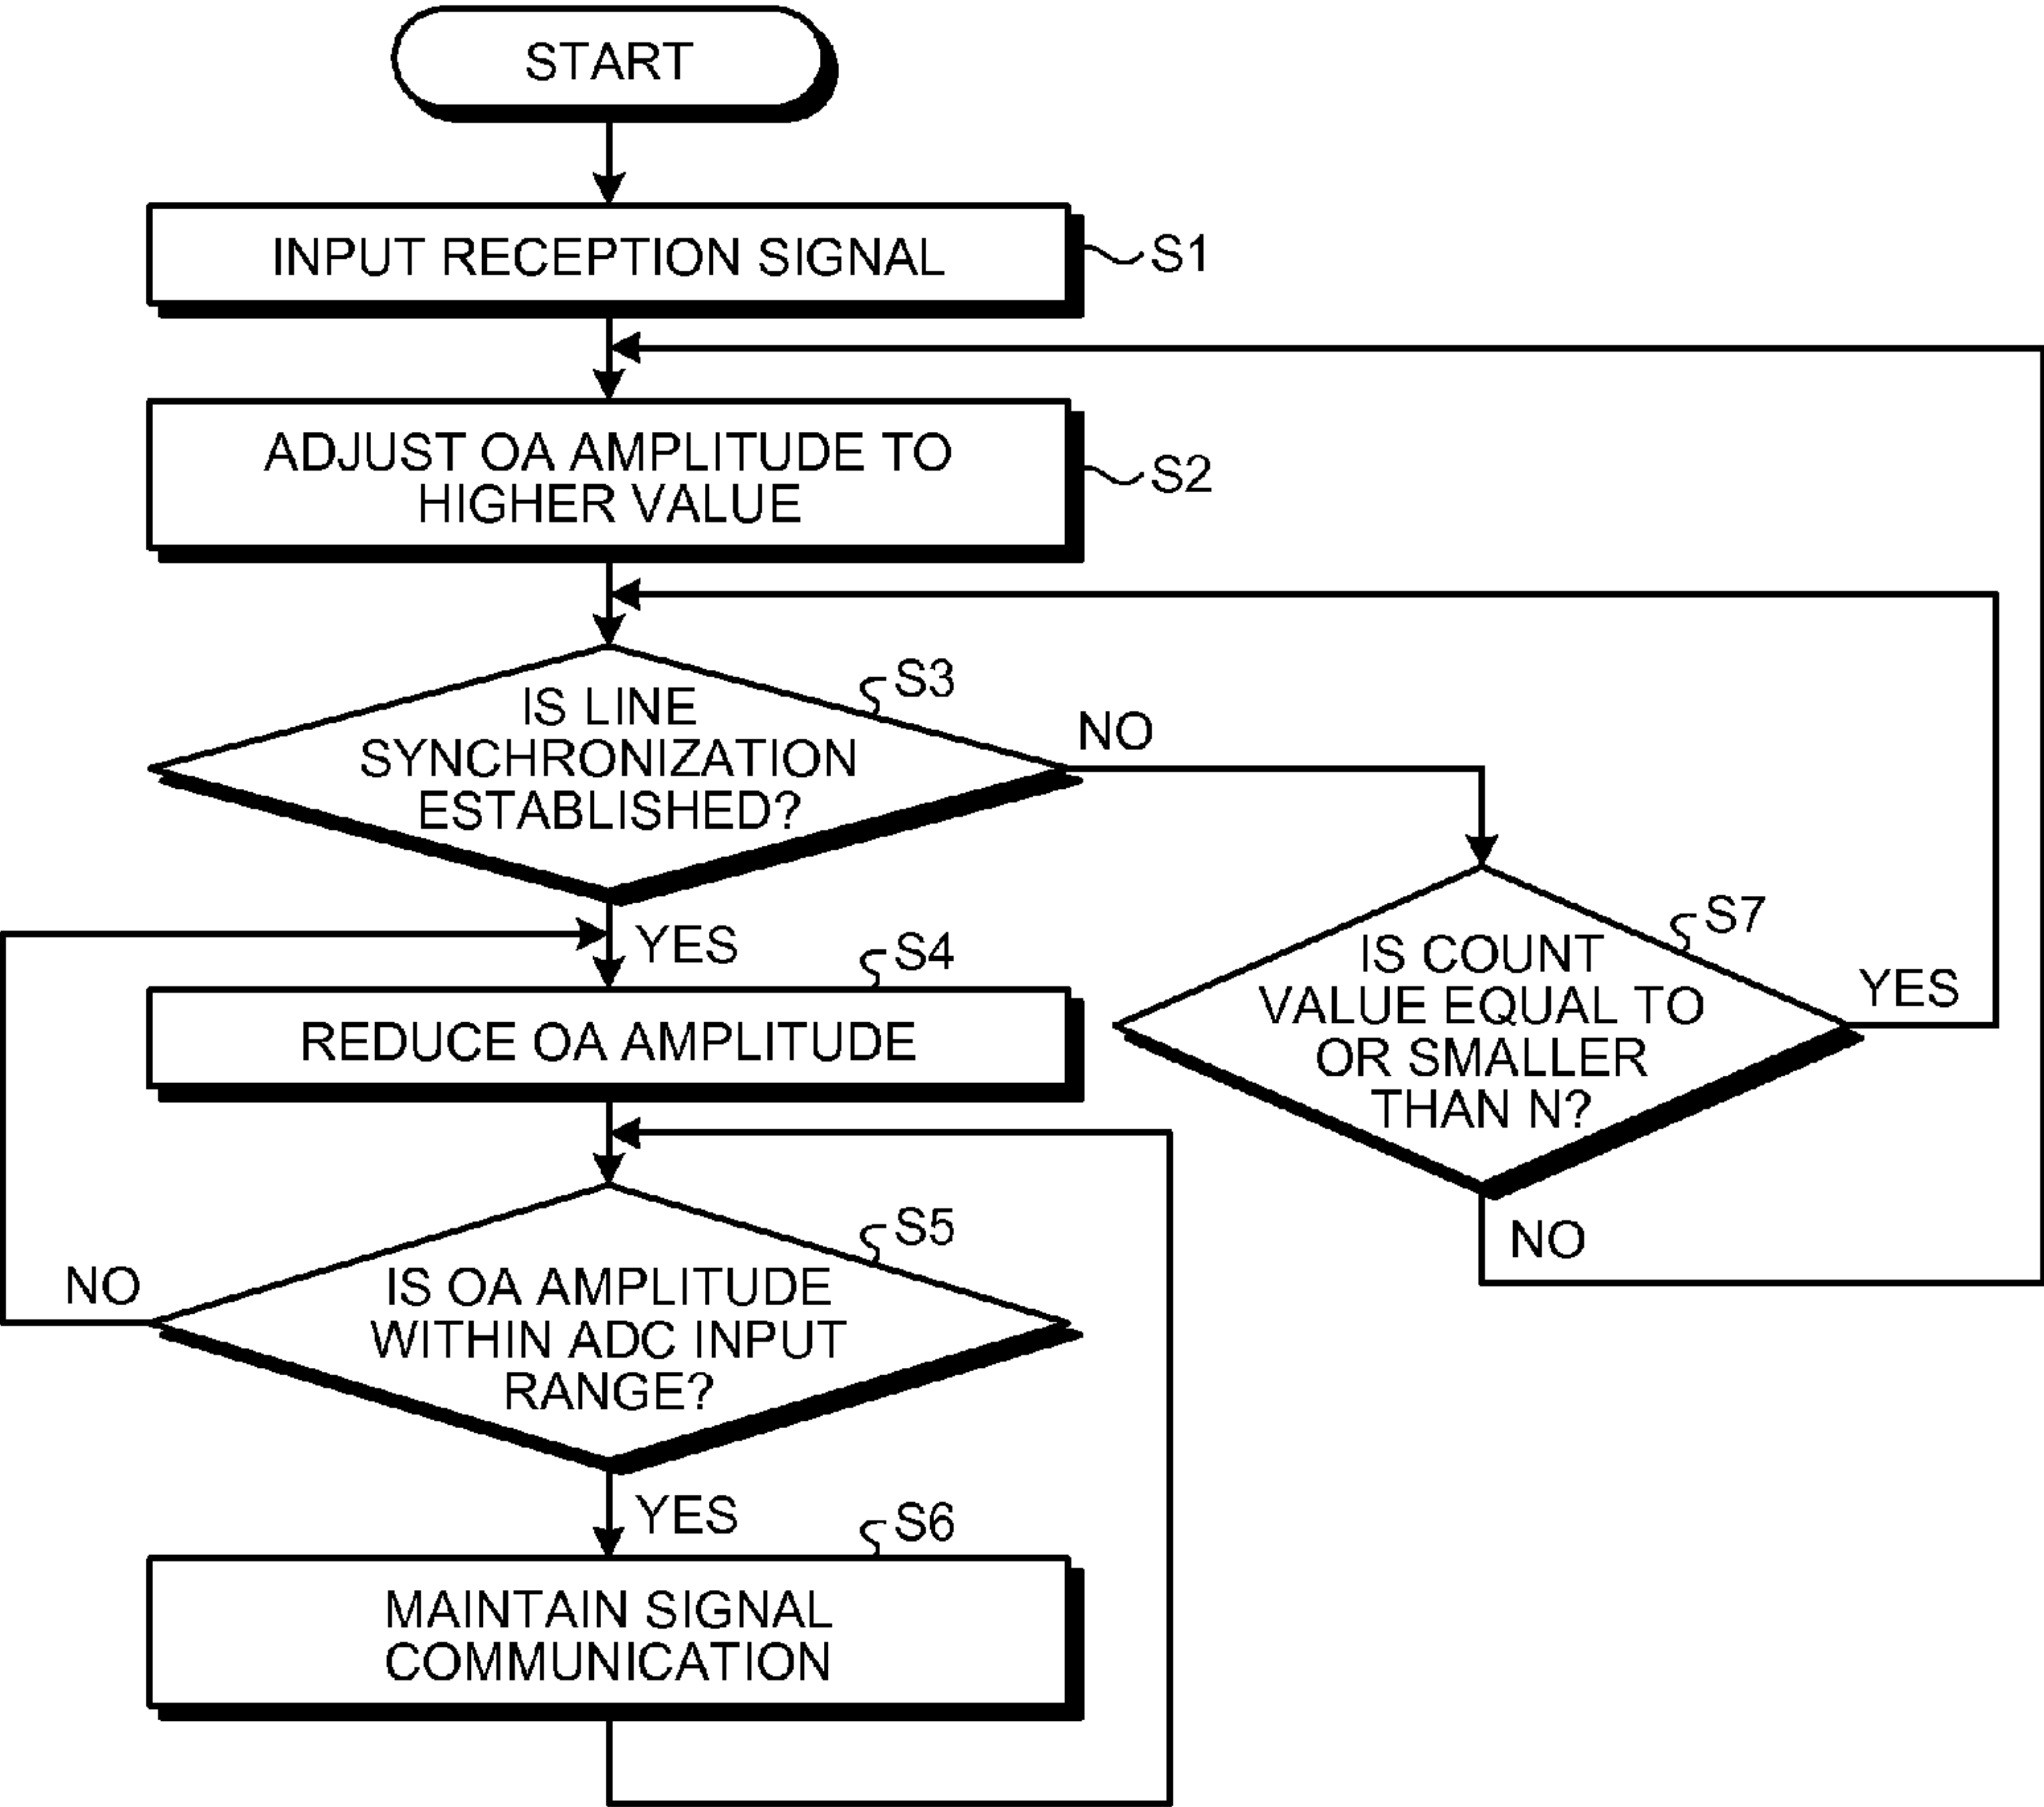 START
INPUT RECEPTION SIGNAL
S1
ADJUST OA AMPLITUDE TO
HIGHER VALUE
S2
S3
IS LINE
SYNCHRONIZATION
ESTABLISHED?
NO
YES
S4
REDUCE OA AMPLITUDE
S7
IS COUNT
VALUE EQUAL TO
OR SMALLER
THAN N?
YES
NO
S5
IS OA AMPLITUDE
WITHIN ADC INPUT
RANGE?
NO
YES
S6
MAINTAIN SIGNAL
COMMUNICATION